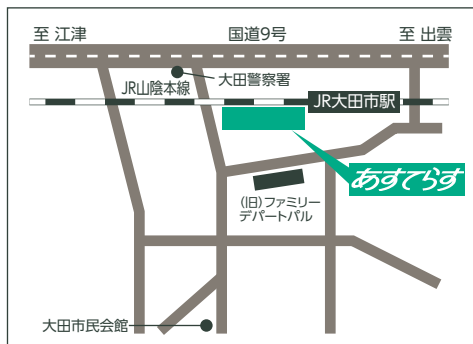 至 江津
国道9号
至 出雲
大田警察署
JR山陰本線
JR大田市駅
あすてらす
(旧)ファミリー
デパートパル
大田市民会館